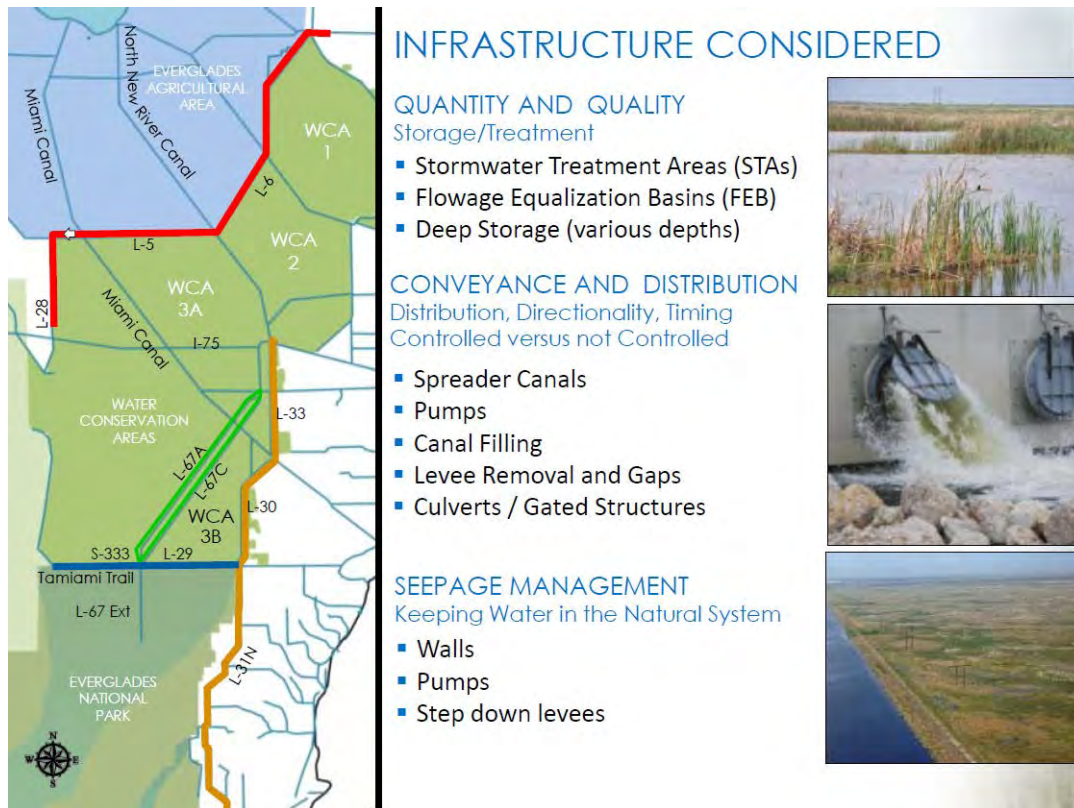 North New River Canal
EVERGLADES
AGRICULTURAL
AREA
Miami Canal
WCA
1
L-6
WCA
2
L-5
WCA
3A
L-28
Miami Canal
I-75
WATER
CONSERVATION
AREAS
L-33
L-67A
L-67C
L-30
WCA
3B
S-333
L-29
Tamiami Trail
L-67 Ext
L-31N
EVERGLADES
NATIONAL
PARK
N
W
E
S
INFRASTRUCTURE CONSIDERED
QUANTITY AND QUALITY
Storage/Treatment
▪ Stormwater Treatment Areas (STAs)
▪ Flowage Equalization Basins (FEB)
▪ Deep Storage (various depths)
CONVEYANCE AND DISTRIBUTION
Distribution, Directionality, Timing
Controlled versus not Controlled
▪ Spreader Canals
▪ Pumps
▪ Canal Filling
▪ Levee Removal and Gaps
▪ Culverts / Gated Structures
SEEPAGE MANAGEMENT
Keeping Water in the Natural System
▪ Walls
▪ Pumps
▪ Step down levees